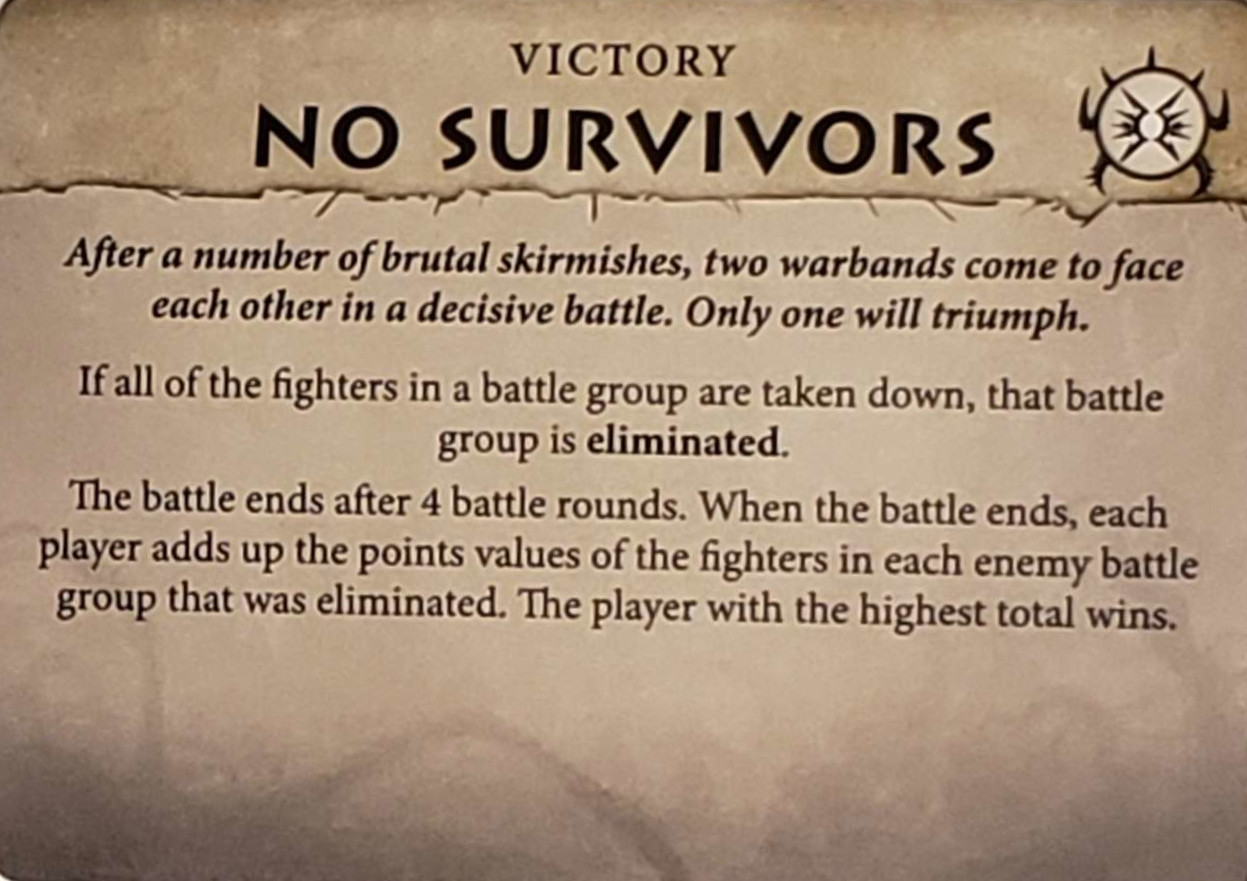 VICTORY
NO SURVIVORS
After a number of brutal skirmishes, two warbands come to face
each other in a decisive battle. Only one will triumph.
If all of the fighters in a battle group are taken down, that battle
group is eliminated.
The battle ends after 4 battle rounds. When the battle ends, each
player adds up the points values of the fighters in each enemy battle
group that was eliminated. The player with the highest total wins.